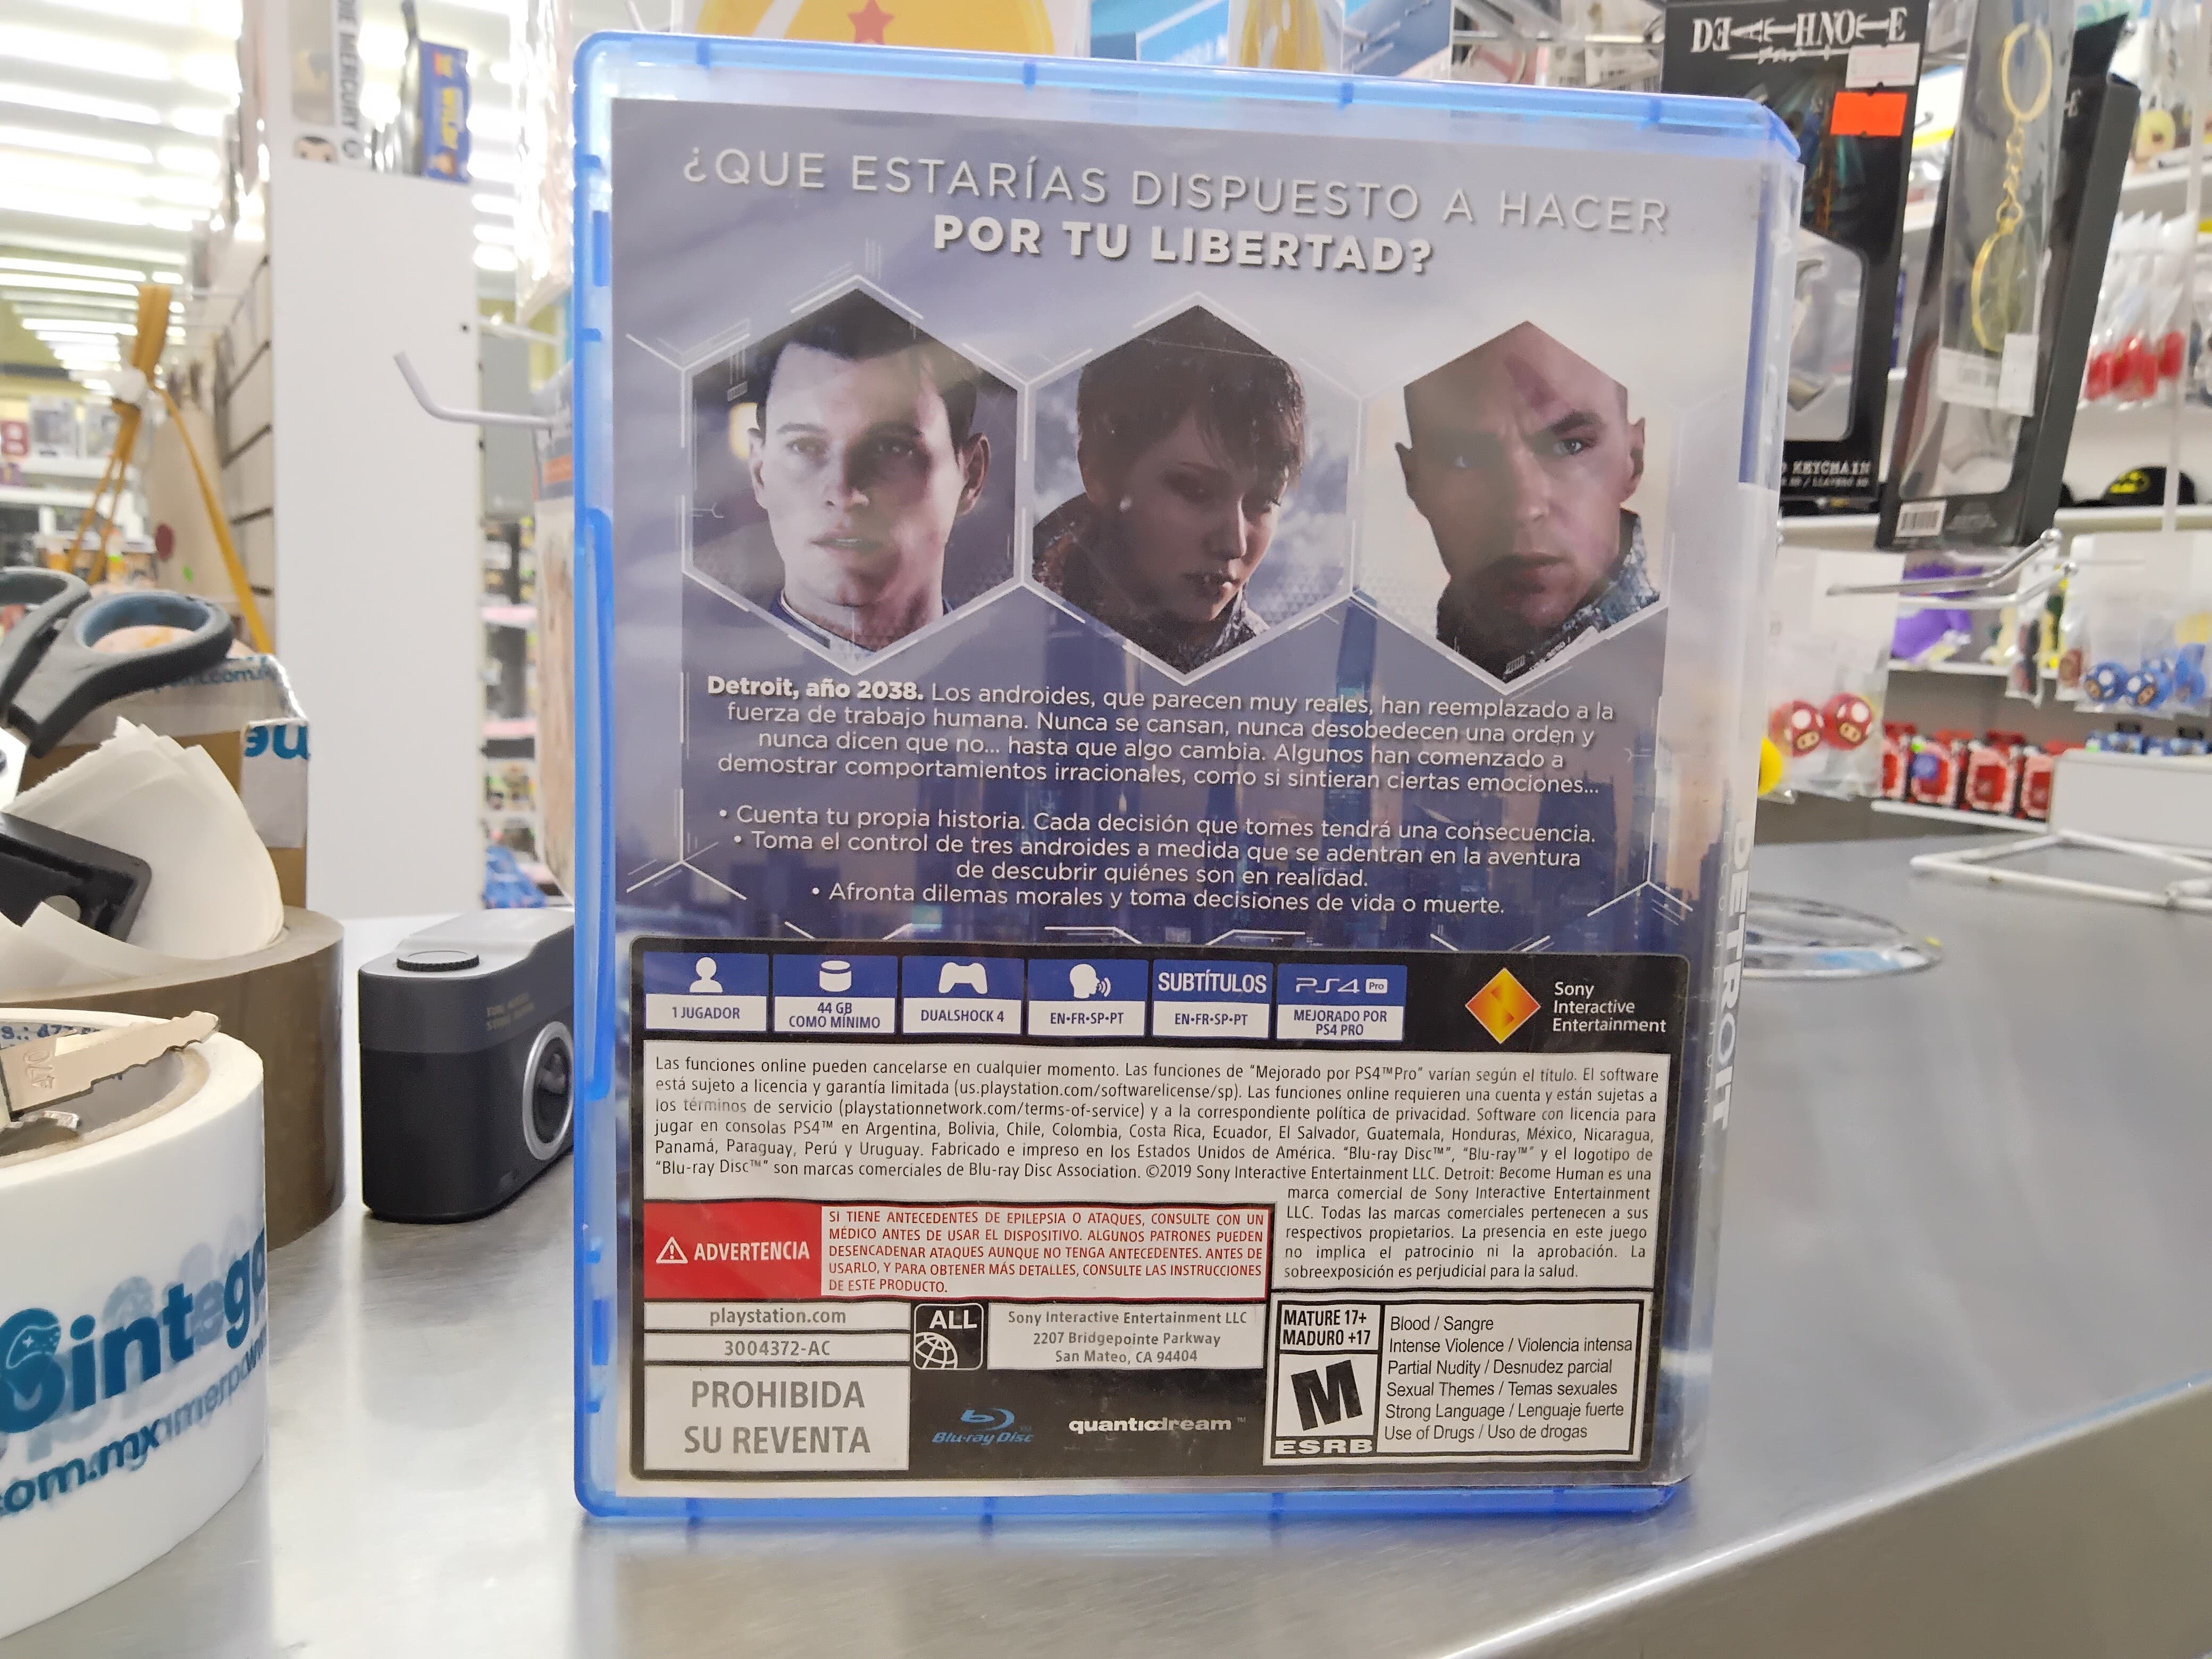 DEATHNOTE
DIE MERCURY
KEYCHAIN
¿QUE ESTARÍAS DISPUESTO A HACER
POR TU LIBERTAD?
Detroit, año 2038. Los androides, que parecen muy reales, han reemplazado a la
fuerza de trabajo humana. Nunca se cansan, nunca desobedecen una orden y
nunca dicen que no... hasta que algo cambia. Algunos han comenzado a
demostrar comportamientos irracionales, como si sintieran ciertas emociones...
• Cuenta tu propia historia. Cada decisión que tomes tendrá una consecuencia.
• Toma el control de tres androides a medida que se adentran en la aventura
de descubrir quiénes son en realidad.
• Afronta dilemas morales y toma decisiones de vida o muerte.
DETROIT
1 JUGADOR
44 GB
COMO MÍNIMO
DUALSHOCK 4
EN•FR•SP•PT
SUBTÍTULOS
EN•FR•SP•PT
PS4 Pro
MEJORADO POR
PS4 PRO
Sony
Interactive
Entertainment
Las funciones online pueden cancelarse en cualquier momento. Las funciones de “Mejorado por PS4™Pro” varían según el título. El software
está sujeto a licencia y garantía limitada (us.playstation.com/softwarelicense/sp). Las funciones online requieren una cuenta y están sujetas a
los términos de servicio (playstationnetwork.com/terms-of-service) y a la correspondiente política de privacidad. Software con licencia para
jugar en consolas PS4™ en Argentina, Bolivia, Chile, Colombia, Costa Rica, Ecuador, El Salvador, Guatemala, Honduras, México, Nicaragua,
Panamá, Paraguay, Perú y Uruguay. Fabricado e impreso en los Estados Unidos de América. “Blu-ray Disc™”, “Blu-ray™” y el logotipo de
“Blu-ray Disc™” son marcas comerciales de Blu-ray Disc Association. ©2019 Sony Interactive Entertainment LLC. Detroit: Become Human es una
marca comercial de Sony Interactive Entertainment
LLC. Todas las marcas comerciales pertenecen a sus
respectivos propietarios. La presencia en este juego
no implica el patrocinio ni la aprobación. La
sobreexposición es perjudicial para la salud.
ADVERTENCIA
SI TIENE ANTECEDENTES DE EPILEPSIA O ATAQUES, CONSULTE CON UN
MÉDICO ANTES DE USAR EL DISPOSITIVO. ALGUNOS PATRONES PUEDEN
DESENCADENAR ATAQUES AUNQUE NO TENGA ANTECEDENTES. ANTES DE
USARLO, Y PARA OBTENER MÁS DETALLES, CONSULTE LAS INSTRUCCIONES
DE ESTE PRODUCTO.
playstation.com
3004372-AC
PROHIBIDA
SU REVENTA
ALL
Sony Interactive Entertainment LLC
2207 Bridgepointe Parkway
San Mateo, CA 94404
Blu-ray Disc
quanticdream™
MATURE 17+
MADURO +17
M
ESRB
Blood / Sangre
Intense Violence / Violencia intensa
Partial Nudity / Desnudez parcial
Sexual Themes / Temas sexuales
Strong Language / Lenguaje fuerte
Use of Drugs / Uso de drogas
com.mx